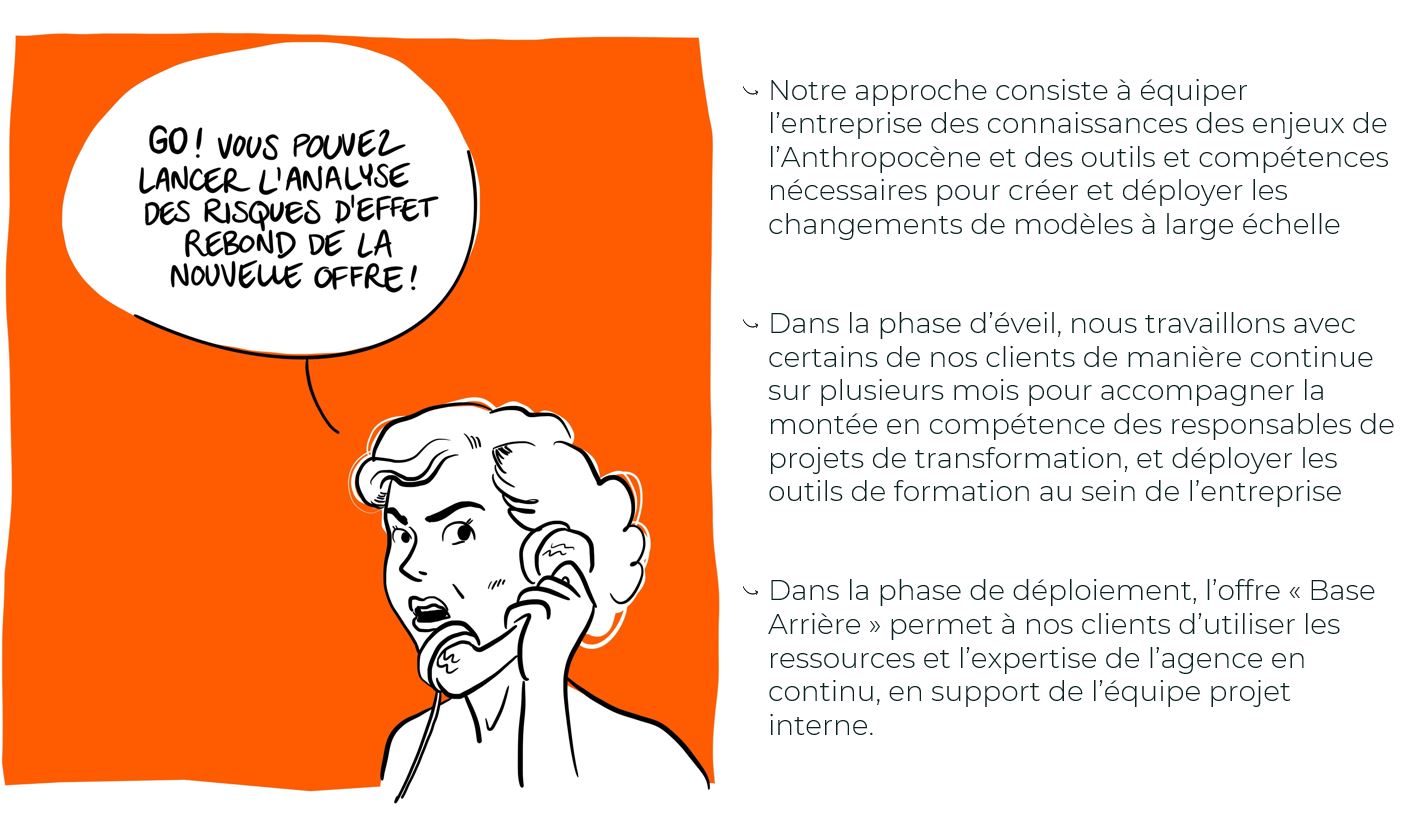 GO! VOUS POUVEZ
LANCER L'ANALYSE
DES RISQUES D'EFFET
REBOND DE LA
NOUVELLE OFFRE!
Notre approche consiste à équiper
l’entreprise des connaissances des enjeux de
l’Anthropocène et des outils et compétences
nécessaires pour créer et déployer les
changements de modèles à large échelle
Dans la phase d’éveil, nous travaillons avec
certains de nos clients de manière continue
sur plusieurs mois pour accompagner la
montée en compétence des responsables de
projets de transformation, et déployer les
outils de formation au sein de l’entreprise
Dans la phase de déploiement, l’offre « Base
Arrière » permet à nos clients d’utiliser les
ressources et l’expertise de l’agence en
continu, en support de l’équipe projet
interne.